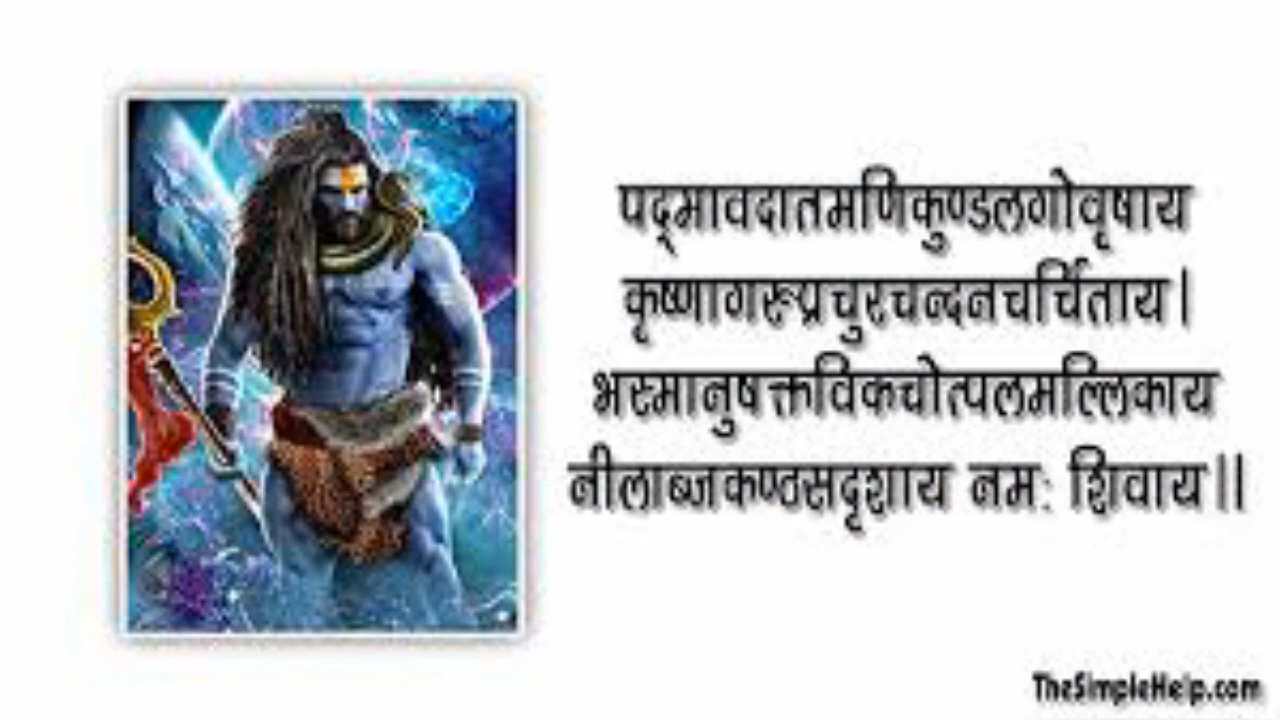 पद्मावदातमणिकुण्डलगोवृषाय
कृष्णागरूप्रचुरचन्दनचर्चिताय।
भस्मानुषक्तविकचोत्पलमल्लिकाय
नीलाब्जकण्ठसदृशाय नमः शिवाय।।
TheSimpleHelp.com